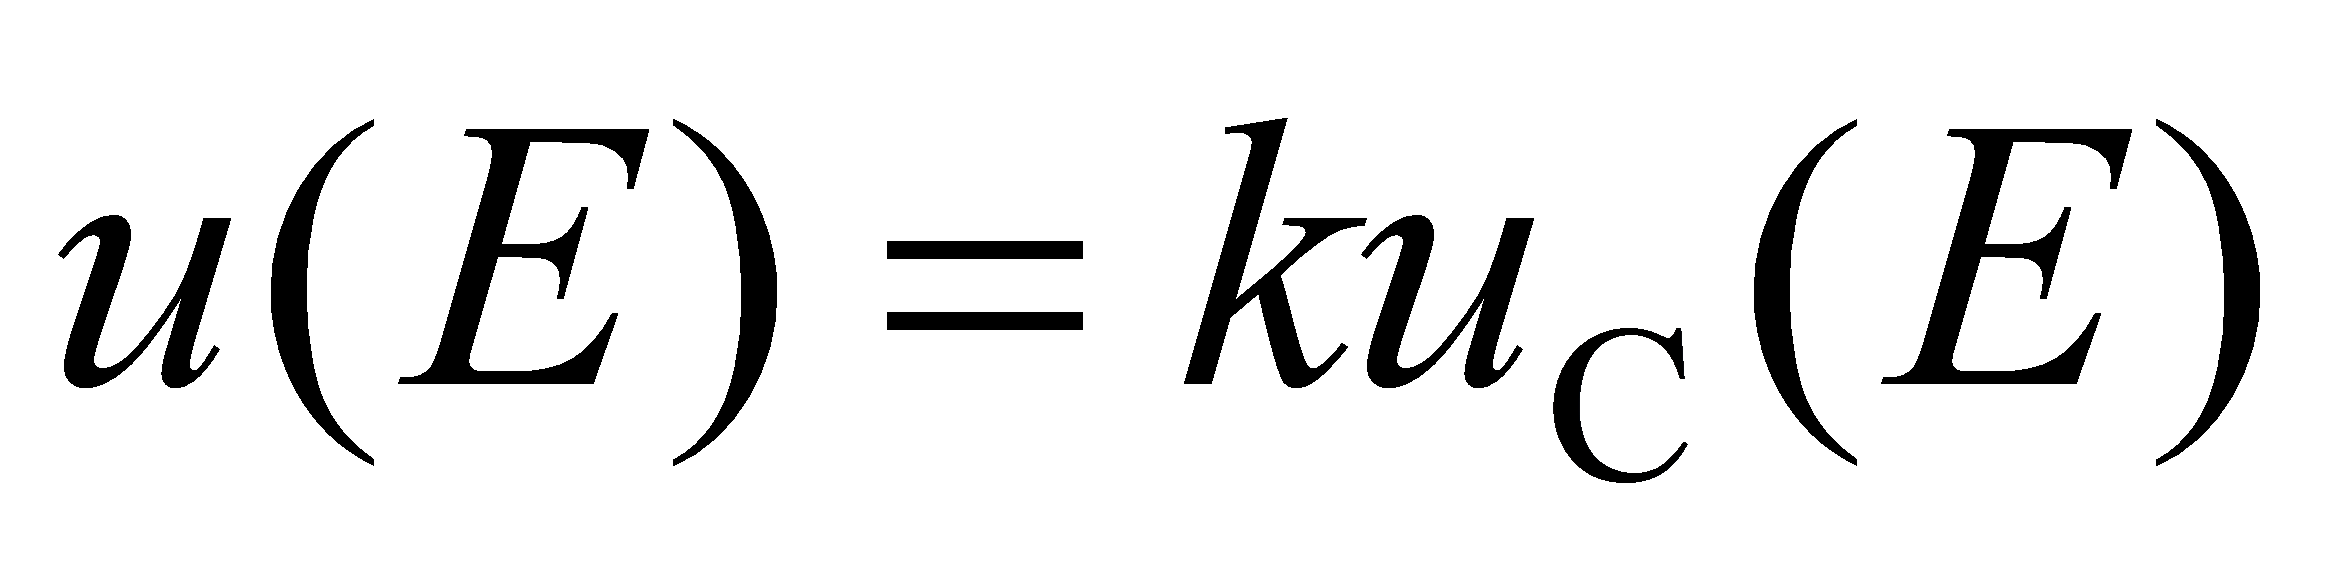 u(E) = ku_C(E)